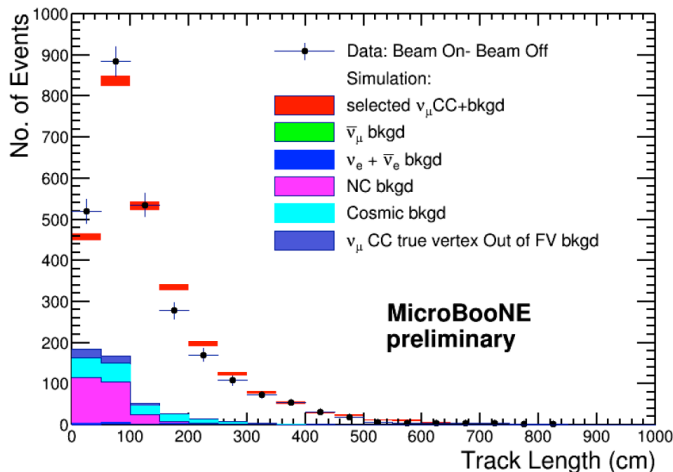 No. of Events
1000
900
800
700
600
500
400
300
200
100
0
Data: Beam On- Beam Off
Simulation:
selected νμCC+bkgd
ν̅μ bkgd
νe + ν̅e bkgd
NC bkgd
Cosmic bkgd
νμ CC true vertex Out of FV bkgd
MicroBooNE
preliminary
0 100 200 300 400 500 600 700 800 900 1000
Track Length (cm)